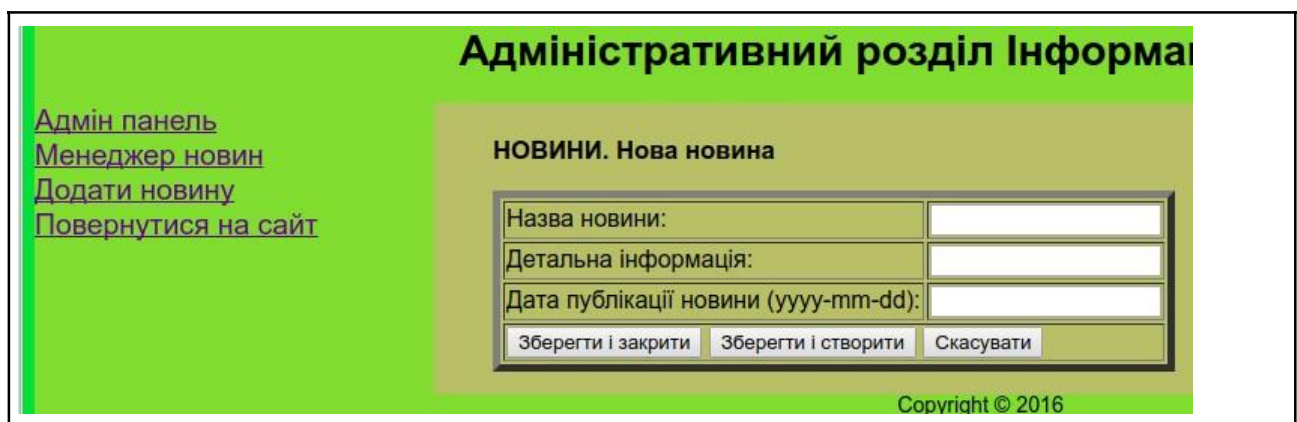 Адміністративний розділ Інформа
Адмін панель
Менеджер новин
Додати новину
Повернутися на сайт
НОВИНИ. Нова новина
Назва новини:
Детальна інформація:
Дата публікації новини (yyyy-mm-dd):
Зберегти і закрити Зберегти і створити Скасувати
Copyright © 2016